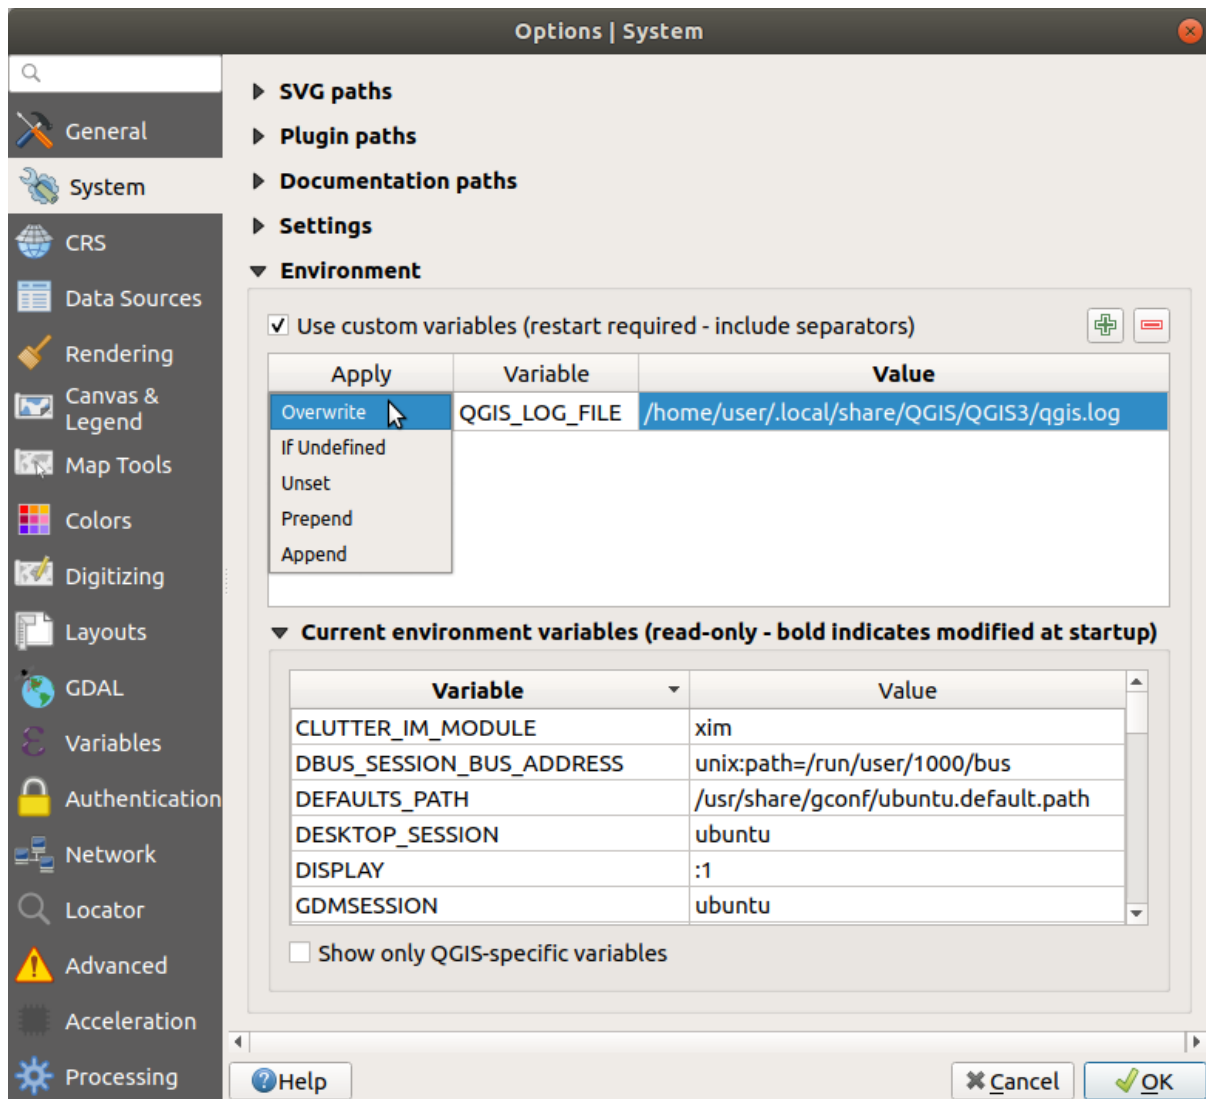 Options | System
General
System
CRS
Data Sources
Rendering
Canvas &
Legend
Map Tools
Colors
Digitizing
Layouts
GDAL
Variables
Authentication
Network
Locator
Advanced
Acceleration
Processing
SVG paths
Plugin paths
Documentation paths
Settings
Environment
Use custom variables (restart required - include separators)
Apply Variable Value
Overwrite QGIS_LOG_FILE /home/user/.local/share/QGIS/QGIS3/qgis.log
If Undefined
Unset
Prepend
Append
Current environment variables (read-only - bold indicates modified at startup)
Variable Value
CLUTTER_IM_MODULE xim
DBUS_SESSION_BUS_ADDRESS unix:path=/run/user/1000/bus
DEFAULTS_PATH /usr/share/gconf/ubuntu.default.path
DESKTOP_SESSION ubuntu
DISPLAY :1
GDMSESSION ubuntu
Show only QGIS-specific variables
Help Cancel OK